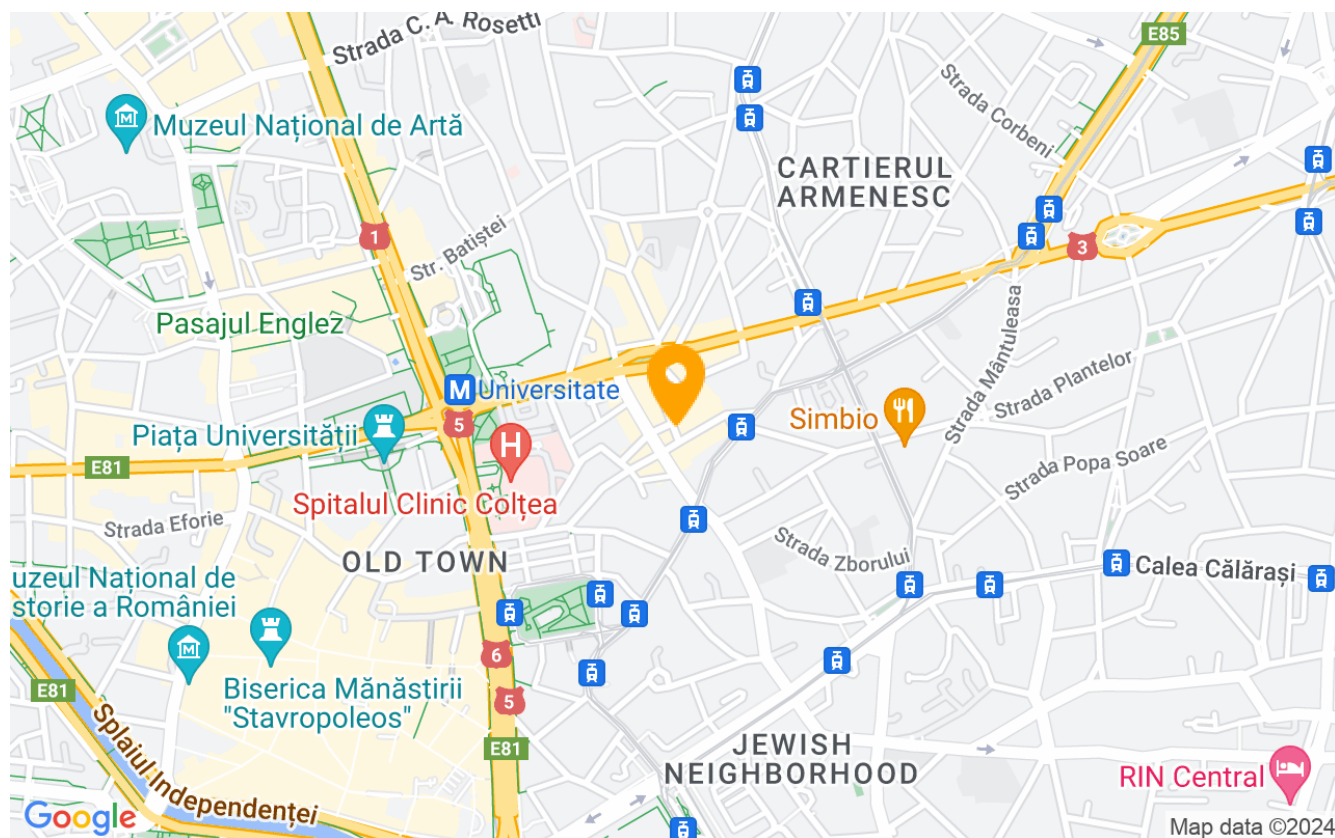 Strada C. A. Rosetti
E85
Strada Corbeni
Muzeul Național de Artă
CARTIERUL
ARMENESC
1
Str. Batiștei
3
Pasajul Englez
Strada Mântuleasa
M Universitate
Strada Plantelor
Simbio
5
Piața Universității
H
E81
Strada Popa Soare
Spitalul Clinic Colțea
Strada Eforie
Strada Zborului
OLD TOWN
Calea Călărași
uzeul Național de
storie a României
M
6
E81
Biserica Mănăstirii
"Stavropoleos"
5
Splaiul Independenței
E81
JEWISH
NEIGHBORHOOD
RIN Central
Google
Map data ©2024